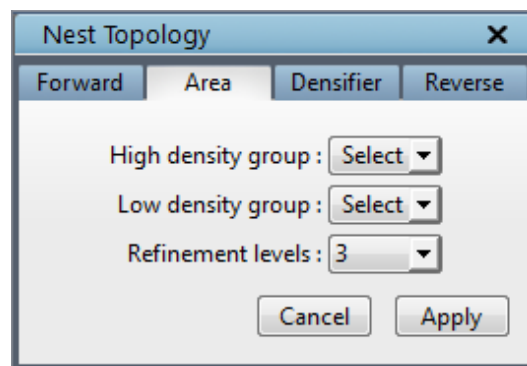 Nest Topology
Forward Area Densifier Reverse
High density group : Select
Low density group : Select
Refinement levels : 3
Cancel Apply